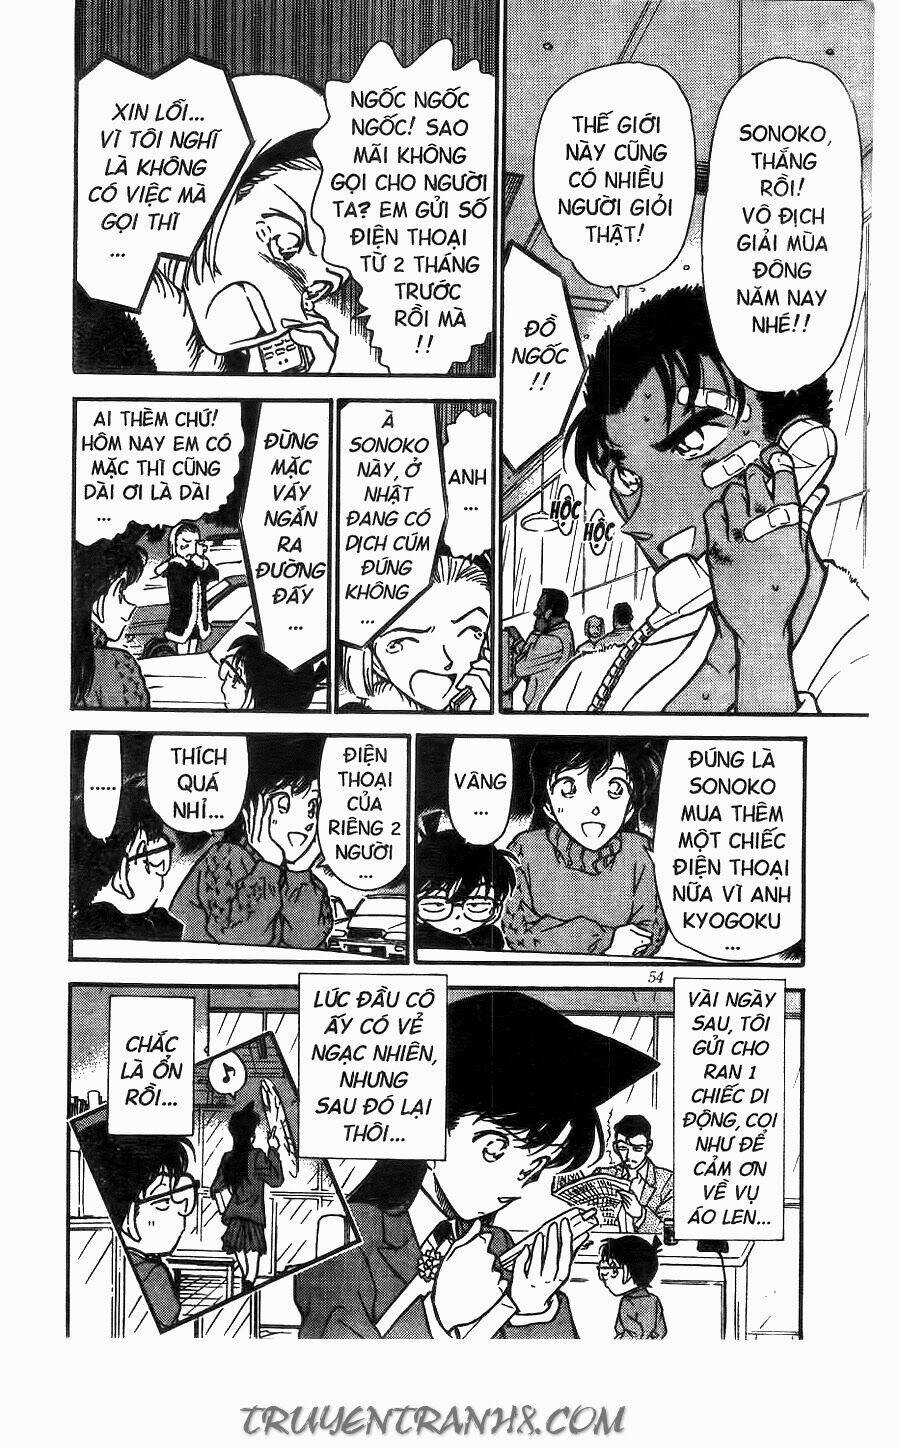 SONOKO,
THẮNG
RỒI!
VÔ ĐỊCH
GIẢI MÙA
ĐÔNG
NĂM NAY
NHÉ!!
THẾ GIỚI
NÀY CŨNG
CÓ NHIỀU
NGƯỜI GIỎI
THẬT!
HỘC
HỘC
ĐỒ
NGỐC
!!
NGỐC NGỐC
NGỐC! SAO
MÃI KHÔNG
GỌI CHO NGƯỜI
TA? EM GỬI SỐ
ĐIỆN THOẠI
TỪ 2 THÁNG
TRƯỚC
RỒI MÀ
!!
XIN LỖI...
VÌ TÔI NGHĨ
LÀ KHÔNG
CÓ VIỆC MÀ
GỌI THÌ
...
ANH
...
À
SONOKO
NÀY, Ở
NHẬT
ĐANG CÓ
DỊCH CÚM
ĐÚNG
KHÔNG
...
ĐỪNG
MẶC
VÁY
NGẮN
RA
ĐƯỜNG
ĐẤY
...
AI THÈM CHỨ!
HÔM NAY EM CÓ
MẶC THÌ CŨNG
DÀI ƠI LÀ DÀI
...
ĐÚNG LÀ
SONOKO
MUA THÊM
MỘT CHIẾC
ĐIỆN THOẠI
NỮA VÌ ANH
KYOGOKU
...
VÂNG
...
ĐIỆN
THOẠI
CỦA
RIÊNG 2
NGƯỜI
...
THÍCH
QUÁ
NHỈ...
......
54
VÀI NGÀY
SAU, TÔI
GỬI CHO
RAN 1
CHIẾC DI
ĐỘNG, COI
NHƯ ĐỂ
CẢM ƠN
VỀ VỤ
ÁO LEN...
LÚC ĐẦU CÔ
ẤY CÓ VẺ
NGẠC NHIÊN,
NHƯNG
SAU ĐÓ LẠI
THÔI...
CHẮC
LÀ ỔN
RỒI...
TRUYENTRANH8.COM